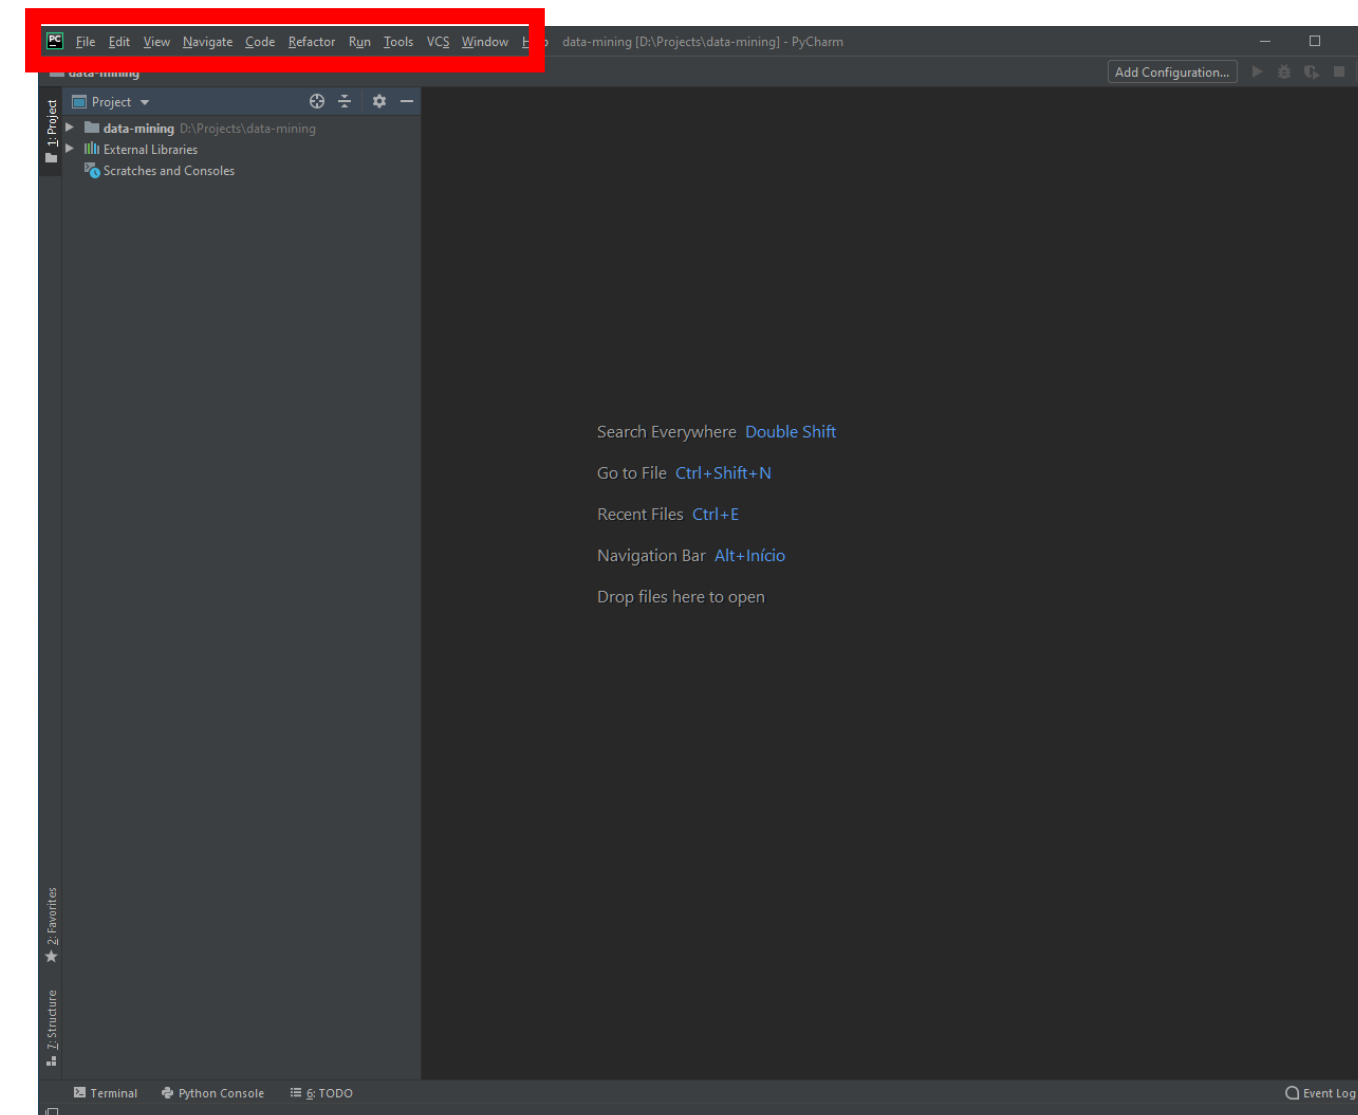 PC File Edit View Navigate Code Refactor Run Tools VCS Window data-mining [D:\Projects\data-mining] - PyCharm
data-mining
Add Configuration...
1: Project
Project
data-mining D:\Projects\data-mining
External Libraries
Scratches and Consoles
Search Everywhere Double Shift
Go to File Ctrl+Shift+N
Recent Files Ctrl+E
Navigation Bar Alt+Início
Drop files here to open
2: Favorites
7: Structure
Terminal Python Console 6: TODO
Event Log